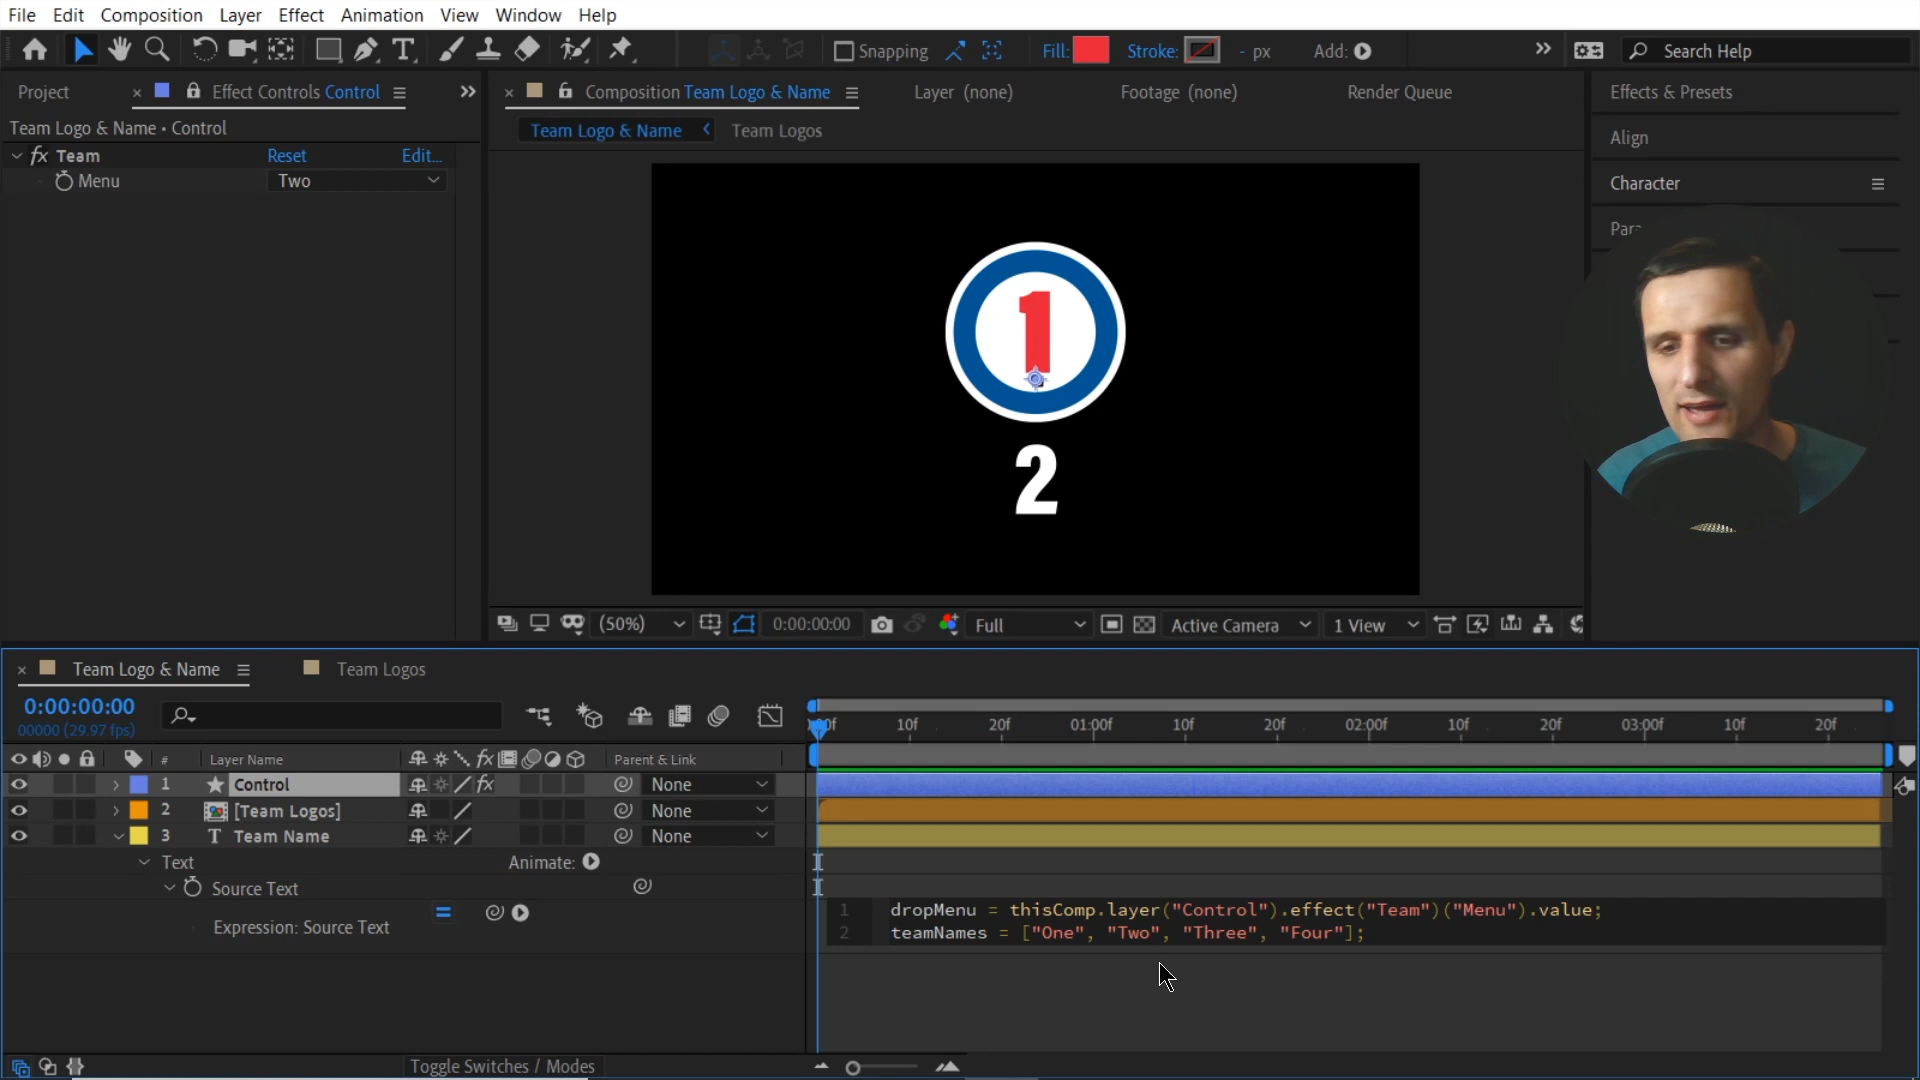 File Edit Composition Layer Effect Animation View Window Help
Snapping Fill: Stroke: - px Add: Search Help
Project Effect Controls Control
Composition Team Logo & Name Layer (none) Footage (none) Render Queue
Effects & Presets
Team Logo & Name • Control
Team Logo & Name Team Logos
Align
fx Team Reset Edit...
Menu Two
Character
1
2
(50%) 0:00:00:00 Full Active Camera 1 View
Team Logo & Name Team Logos
0:00:00:00
00000 (29.97 fps)
10f 20f 01:00f 10f 20f 02:00f 10f 20f 03:00f 10f 20f
# Layer Name fx Parent & Link
1 Control fx None
2 [Team Logos] None
3 T Team Name None
Text Animate:
Source Text
Expression: Source Text
1 dropMenu = thisComp.layer("Control").effect("Team")("Menu").value;
2 teamNames = ["One", "Two", "Three", "Four"];
Toggle Switches / Modes